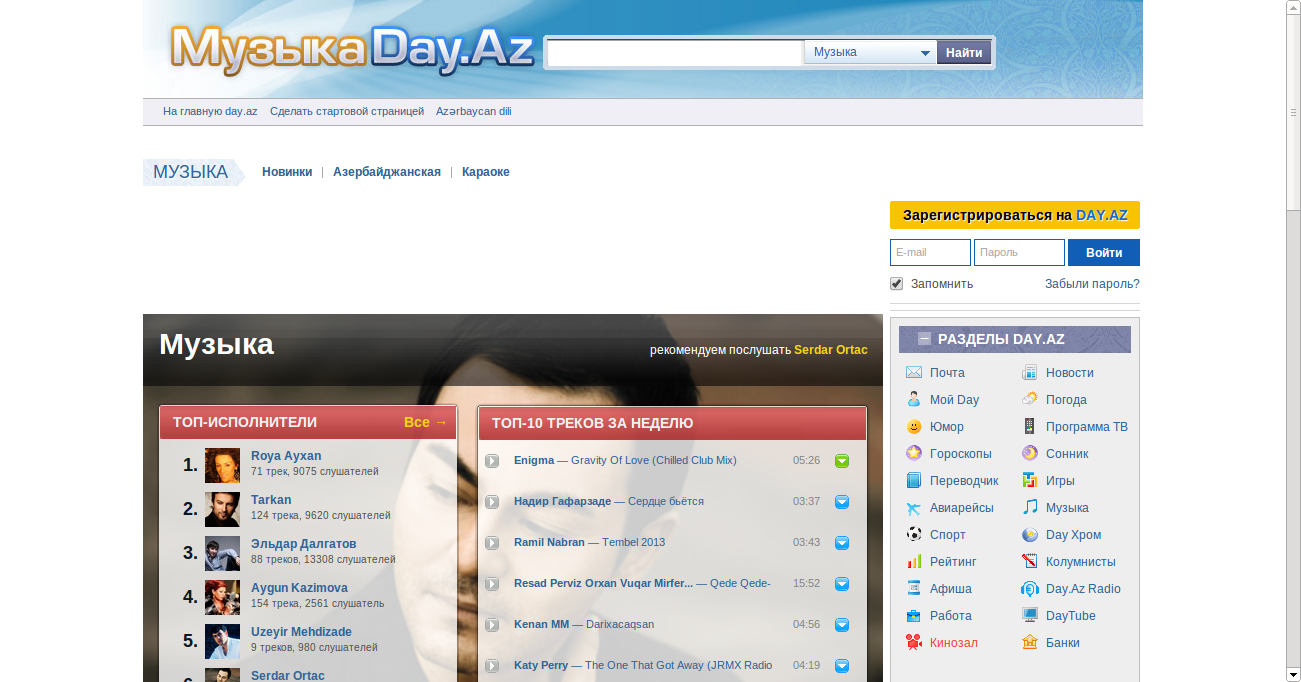 МузыкаDay.Az
Музыка
Найти
На главную day.az Сделать стартовой страницей Azərbaycan dili
МУЗЫКА
Новинки | Азербайджанская | Караоке
Зарегистрироваться на DAY.AZ
E-mail
Пароль
Войти
Запомнить
Забыли пароль?
Музыка
рекомендуем послушать Serdar Ortac
ТОП-ИСПОЛНИТЕЛИ
Все →
1. Roya Ayxan
71 трек, 9075 слушателей
2. Tarkan
124 трека, 9620 слушателей
3. Эльдар Далгатов
88 треков, 13308 слушателей
4. Aygun Kazimova
154 трека, 2561 слушатель
5. Uzeyir Mehdizade
9 треков, 980 слушателей
Serdar Ortac
ТОП-10 ТРЕКОВ ЗА НЕДЕЛЮ
Enigma — Gravity Of Love (Chilled Club Mix) 05:26
Надир Гафарзаде — Сердце бьётся 03:37
Ramil Nabran — Tembel 2013 03:43
Resad Perviz Orxan Vuqar Mirfer... — Qede Qede- 15:52
Kenan MM — Darixacaqsan 04:56
Katy Perry — The One That Got Away (JRMX Radio 04:19
РАЗДЕЛЫ DAY.AZ
Почта
Новости
Мой Day
Погода
Юмор
Программа ТВ
Гороскопы
Сонник
Переводчик
Игры
Авиарейсы
Музыка
Спорт
Day Хром
Рейтинг
Колумнисты
Афиша
Day.Az Radio
Работа
DayTube
Кинозал
Банки